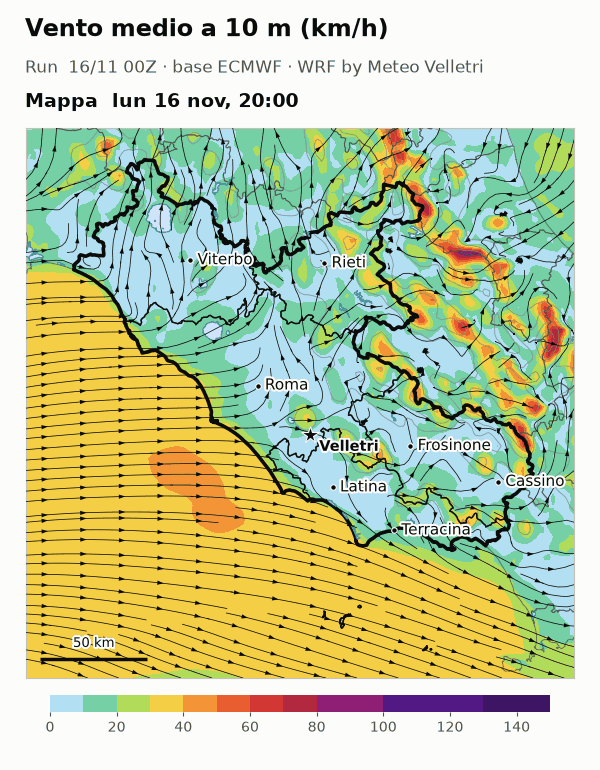 Vento medio a 10 m (km/h)
Run  16/11 00Z · base ECMWF · WRF by Meteo Velletri
Mappa  lun 16 nov, 20:00
Viterbo
Rieti
Roma
Velletri
Frosinone
Cassino
Latina
Terracina
50 km
0 20 40 60 80 100 120 140